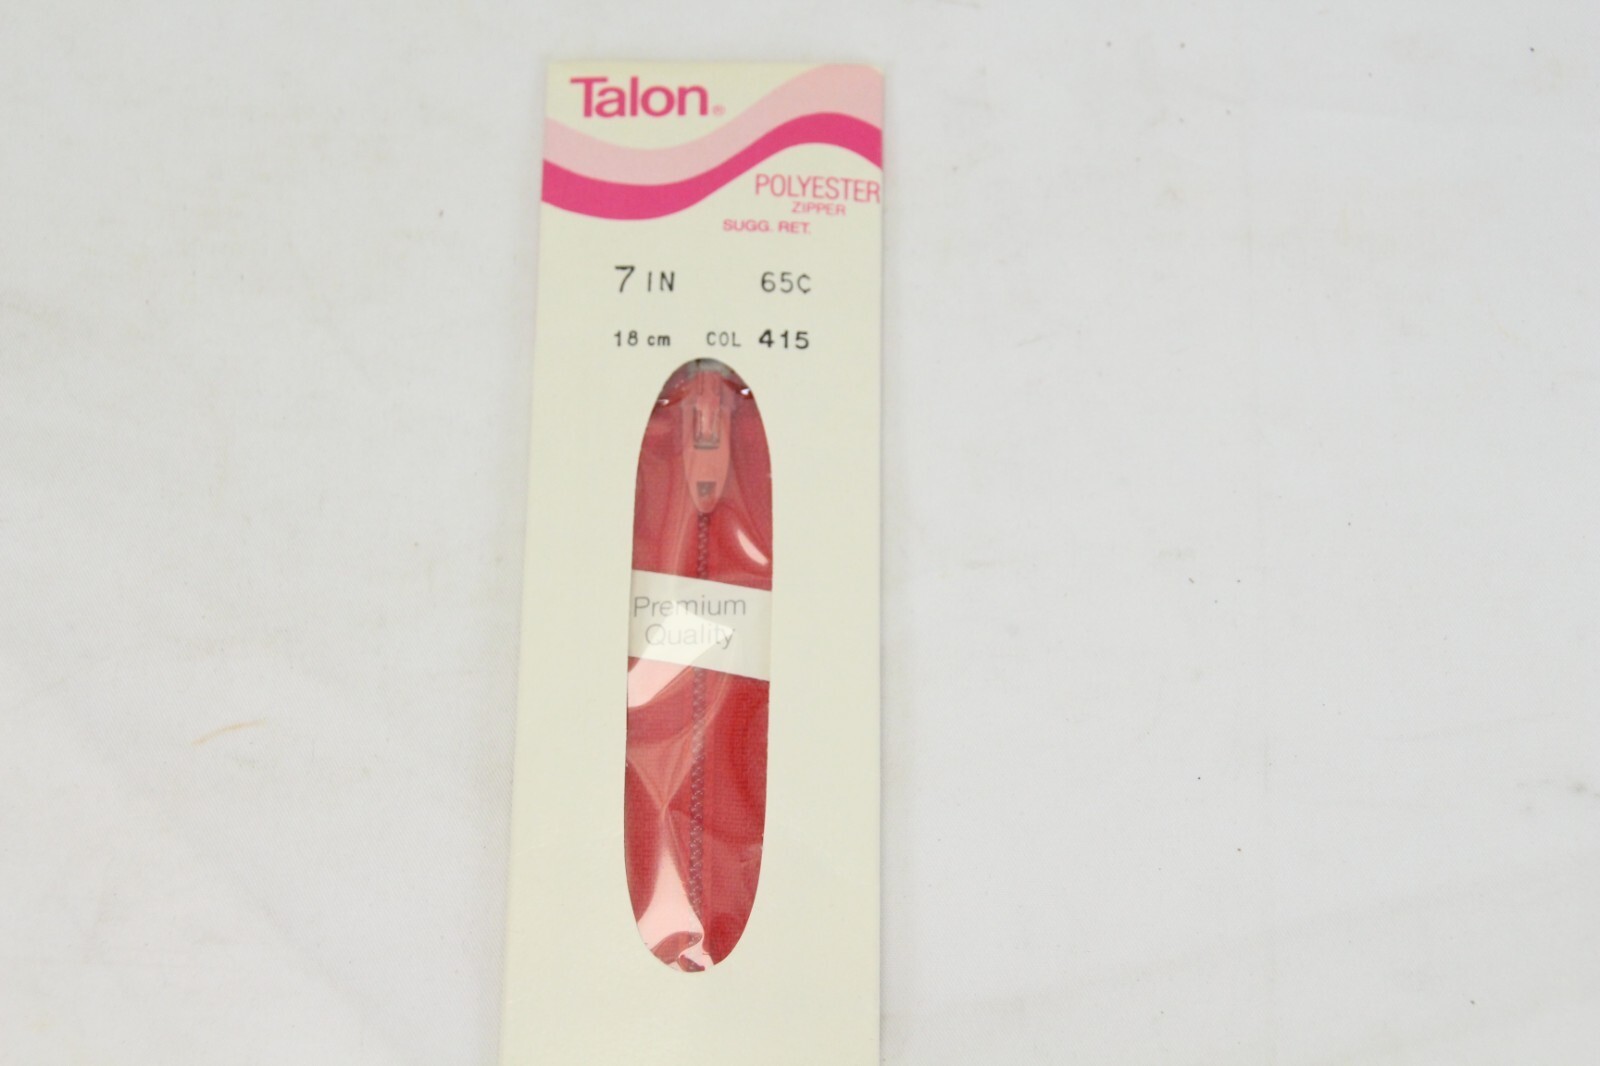 Talon®
POLYESTER
ZIPPER
SUGG. RET.
7 IN 65¢
18 cm COL 415
Premium
Quality